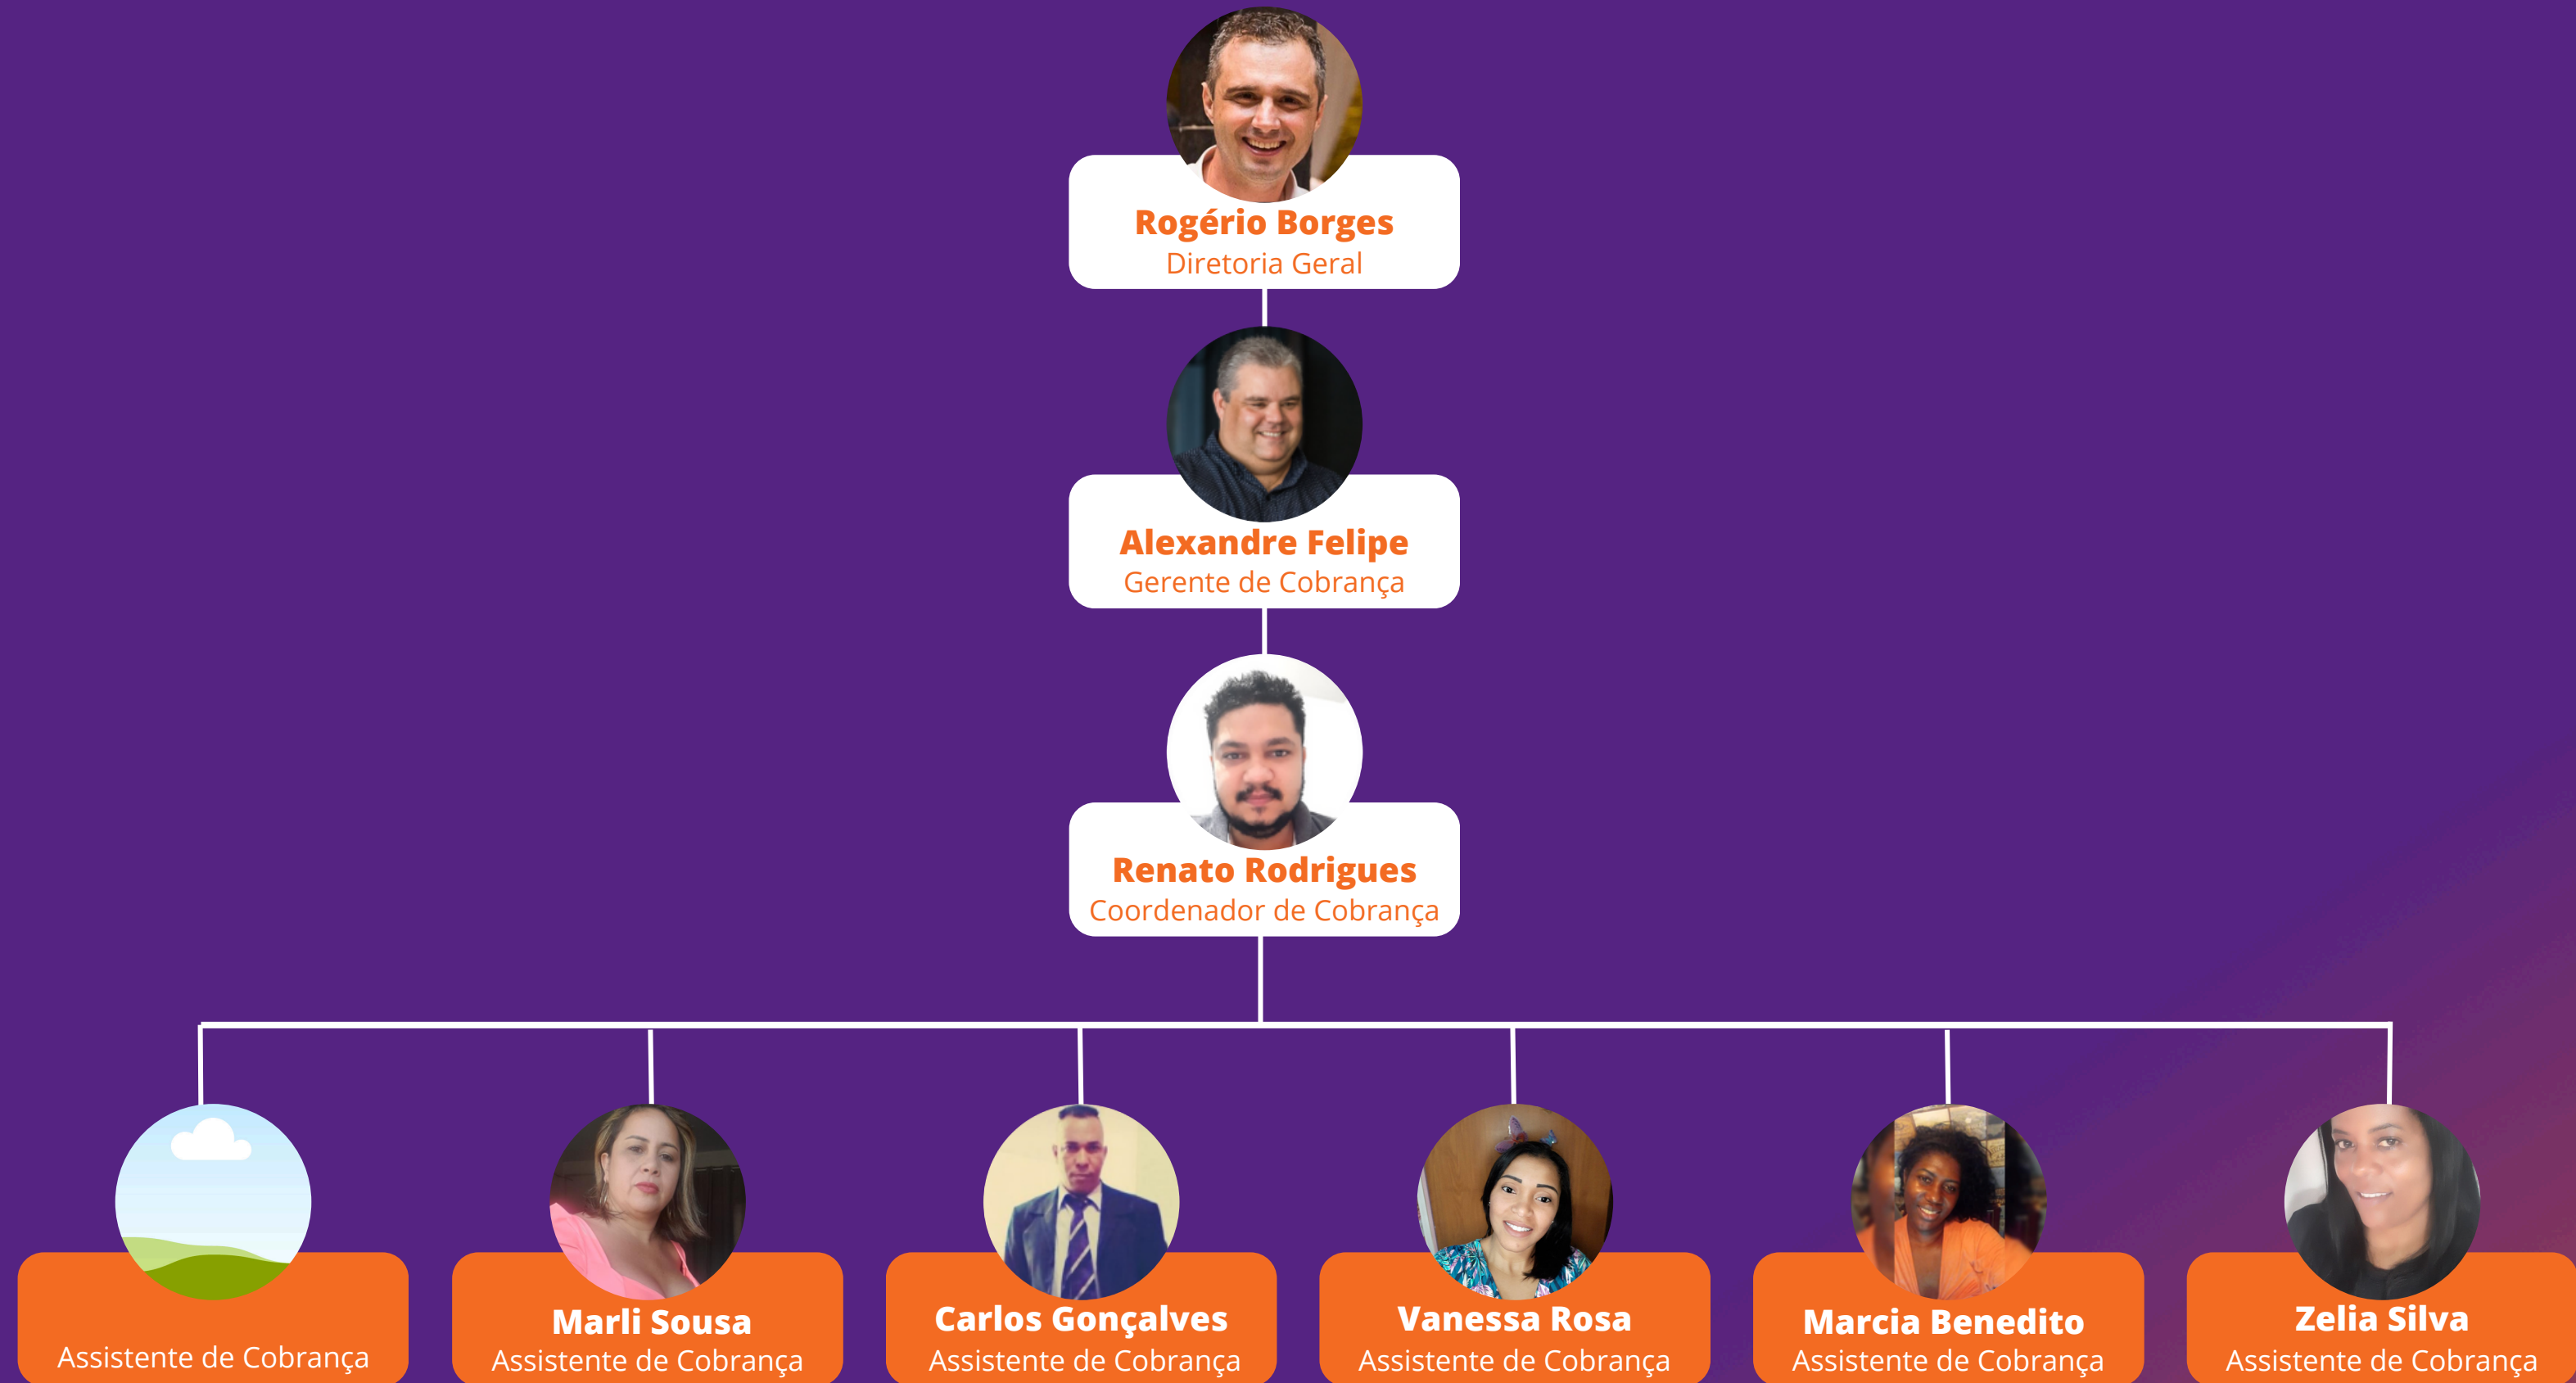 Rogério Borges
Diretoria Geral
Alexandre Felipe
Gerente de Cobrança
Renato Rodrigues
Coordenador de Cobrança
Assistente de Cobrança
Marli Sousa
Assistente de Cobrança
Carlos Gonçalves
Assistente de Cobrança
Vanessa Rosa
Assistente de Cobrança
Marcia Benedito
Assistente de Cobrança
Zelia Silva
Assistente de Cobrança